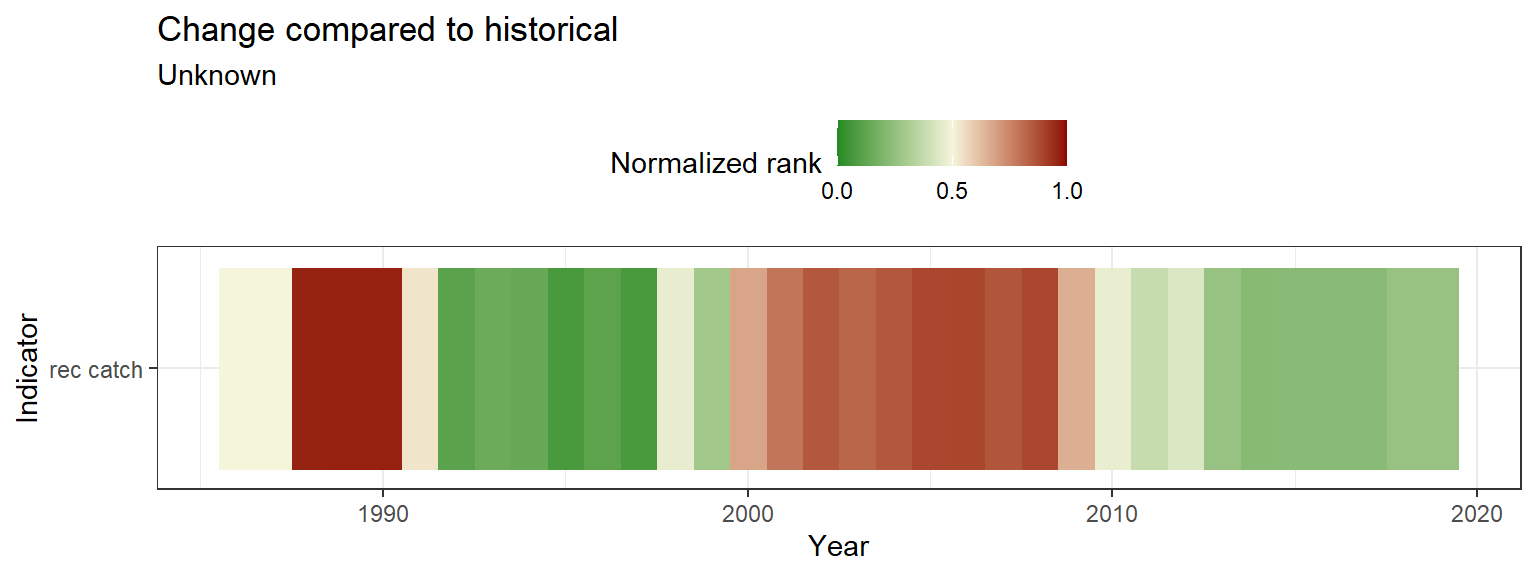 Change compared to historical
Unknown
Normalized rank
0.0 0.5 1.0
Indicator
rec catch
1990 2000 2010 2020
Year